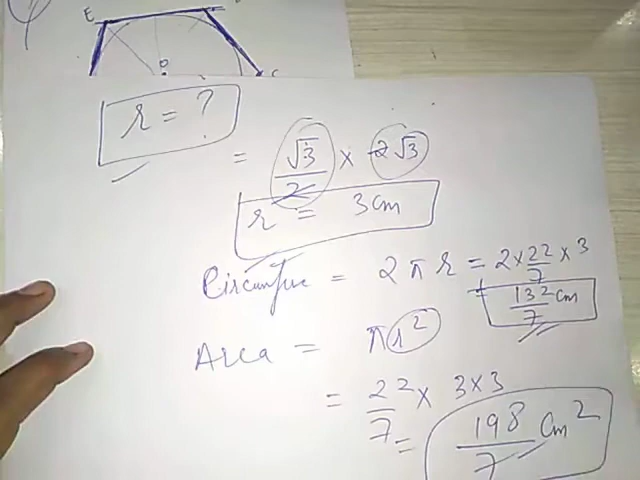 E
O
r = ?
= √3/2 × 2√3
r = 3cm
Circumfrc = 2πr = 2×22/7×3
132/7 cm
Area = πr²
= 22/7 × 3×3
= 198/7 cm²